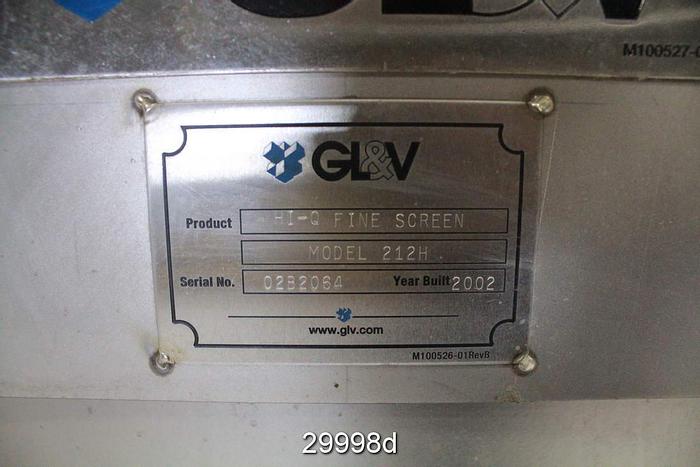 M100527-0
GL&V
Product HI-Q FINE SCREEN
MODEL 212H
Serial No. 02B2064 Year Built 2002
www.glv.com
M100526-01RevB
29998d